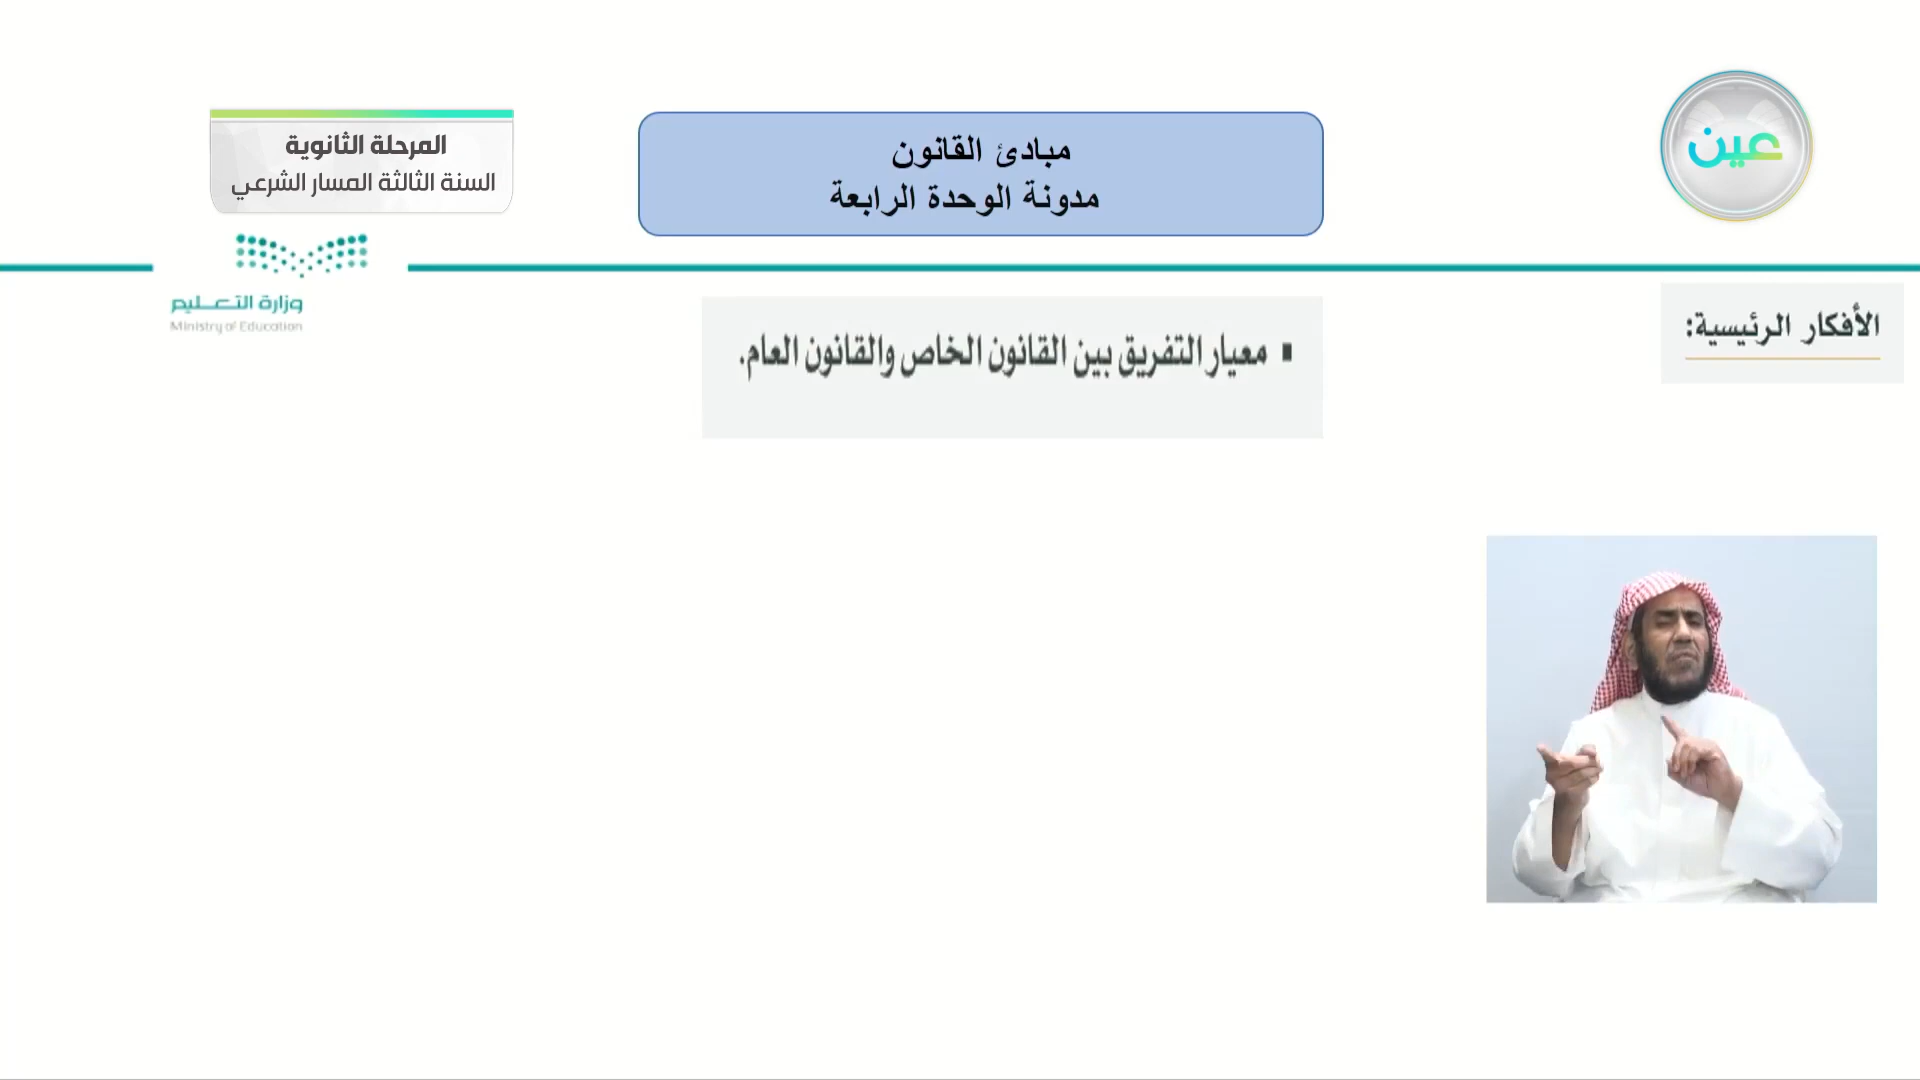 عين
مبادئ القانون
مدونة الوحدة الرابعة
المرحلة الثانوية
السنة الثالثة المسار الشرعي
وزارة التعليم
Ministry of Education
الأفكار الرئيسية:
▪ معيار التفريق بين القانون الخاص والقانون العام.